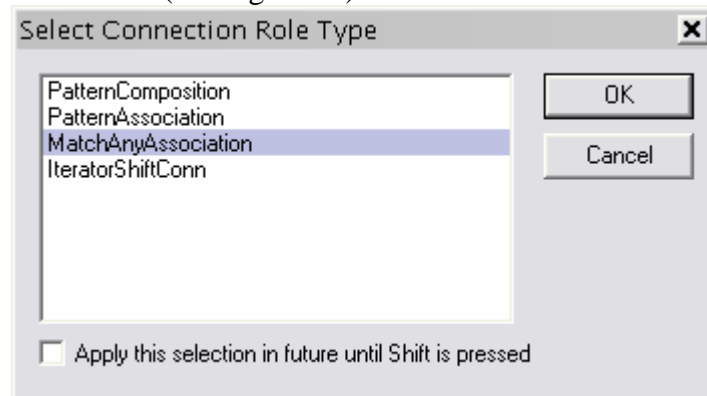 Select Connection Role Type
PatternComposition
PatternAssociation
MatchAnyAssociation
IteratorShiftConn
OK
Cancel
Apply this selection in future until Shift is pressed